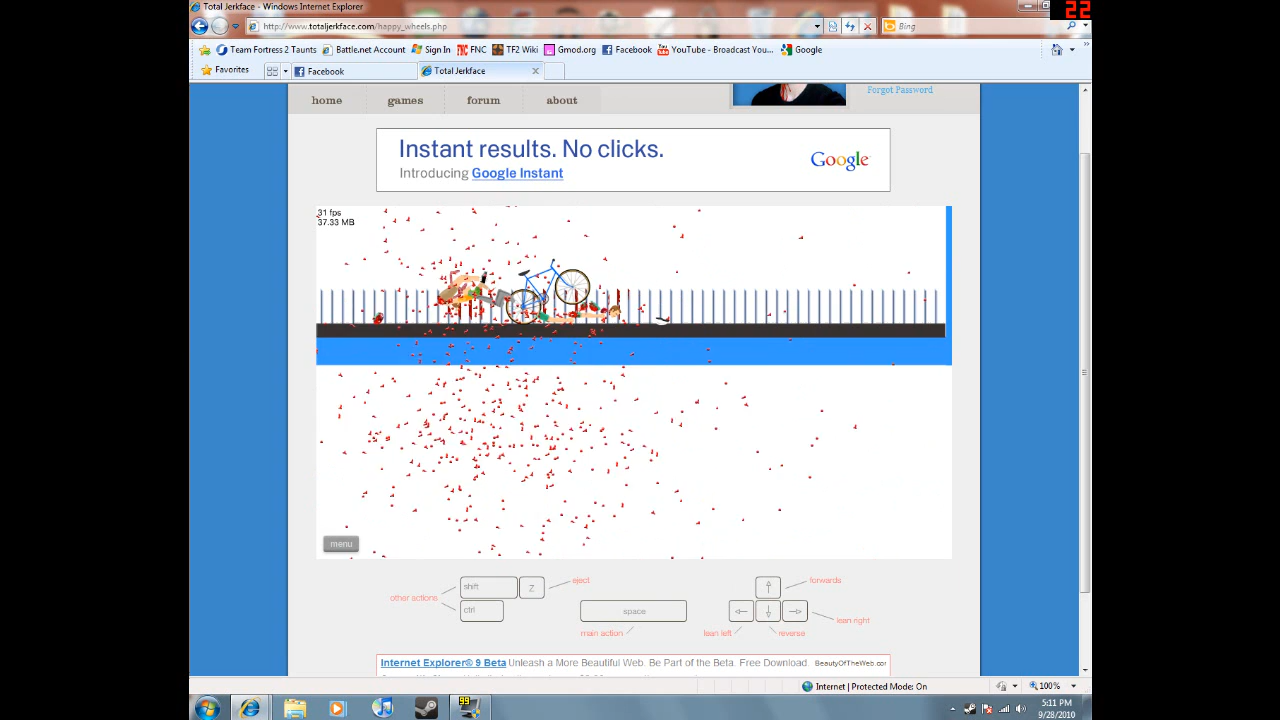 Total Jerkface - Windows Internet Explorer
22
http://www.totaljerkface.com/happy_wheels.php
Bing
Team Fortress 2 Taunts Battle.net Account Sign In FNC TF2 Wiki Gmod.org Facebook YouTube - Broadcast You... Google
Favorites Facebook Total Jerkface
home games forum about Forgot Password
Instant results. No clicks.
Introducing Google Instant
Google
31 fps
37.33 MB
menu
shift Z eject forwards
other actions
ctrl space lean right
main action lean left reverse
Internet Explorer® 9 Beta Unleash a More Beautiful Web. Be Part of the Beta. Free Download. BeautyOfTheWeb.com
Internet | Protected Mode: On 100%
99
5:11 PM
9/28/2010